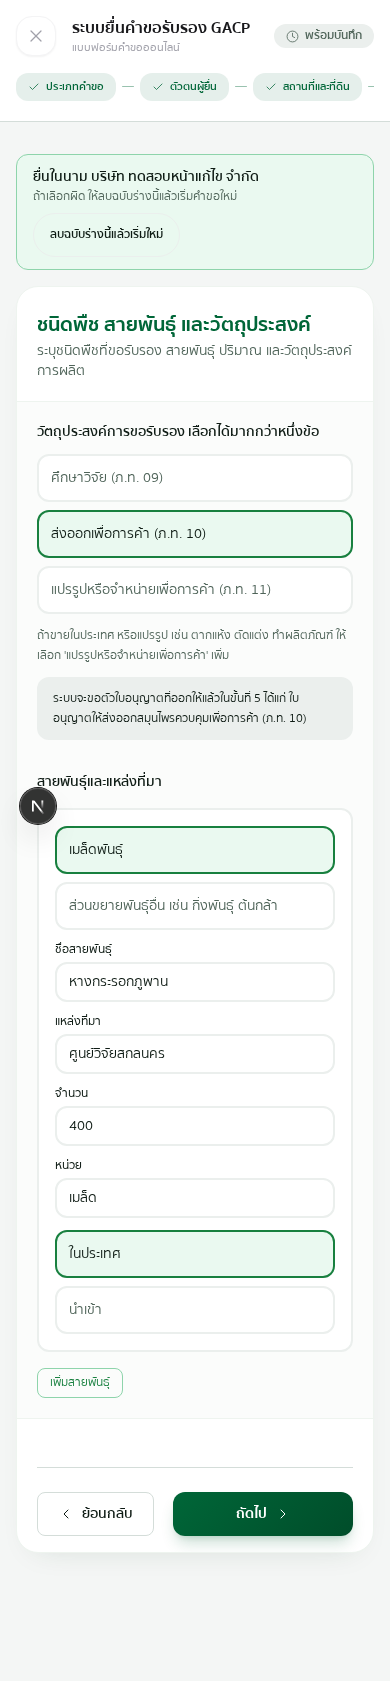 ระบบยื่นคำขอรับรอง GACP
แบบฟอร์มคำขอออนไลน์
พร้อมบันทึก
ประเภทคำขอ
ตัวตนผู้ยื่น
สถานที่และที่ดิน
ยื่นในนาม บริษัท ทดสอบหน้าแก้ไข จำกัด
ถ้าเลือกผิด ให้ลบฉบับร่างนี้แล้วเริ่มคำขอใหม่
ลบฉบับร่างนี้แล้วเริ่มใหม่
ชนิดพืช สายพันธุ์ และวัตถุประสงค์
ระบุชนิดพืชที่ขอรับรอง สายพันธุ์ ปริมาณ และวัตถุประสงค์
การผลิต
วัตถุประสงค์การขอรับรอง เลือกได้มากกว่าหนึ่งข้อ
ศึกษาวิจัย (ภ.ท. 09)
ส่งออกเพื่อการค้า (ภ.ท. 10)
แปรรูปหรือจำหน่ายเพื่อการค้า (ภ.ท. 11)
ถ้าขายในประเทศ หรือแปรรูป เช่น ตากแห้ง ตัดแต่ง ทำผลิตภัณฑ์ ให้
เลือก 'แปรรูปหรือจำหน่ายเพื่อการค้า' เพิ่ม
ระบบจะขอตัวใบอนุญาตที่ออกให้แล้วในขั้นที่ 5 ได้แก่ ใบ
อนุญาตให้ส่งออกสมุนไพรควบคุมเพื่อการค้า (ภ.ท. 10)
สายพันธุ์และแหล่งที่มา
N
เมล็ดพันธุ์
ส่วนขยายพันธุ์อื่น เช่น กิ่งพันธุ์ ต้นกล้า
ชื่อสายพันธุ์
หางกระรอกภูพาน
แหล่งที่มา
ศูนย์วิจัยสกลนคร
จำนวน
400
หน่วย
เมล็ด
ในประเทศ
นำเข้า
เพิ่มสายพันธุ์
ย้อนกลับ
ถัดไป